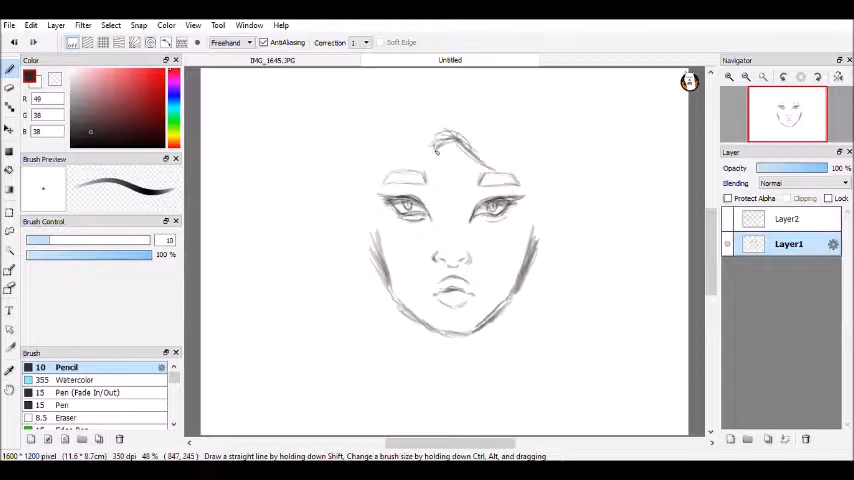 File Edit Layer Filter Select Snap Color View Tool Window Help
off Freehand AntiAliasing Correction 1 Soft Edge
Color
IMG_1645.JPG Untitled
Navigator
R 49
G 38
B 38
Brush Preview
Layer
Opacity 100 %
Blending Normal
Protect Alpha Clipping Lock
Layer2
Layer1
Brush Control
10
100 %
Brush
10 Pencil
355 Watercolor
15 Pen (Fade In/Out)
15 Pen
8.5 Eraser
1600 * 1200 pixel (11.6 * 8.7cm) 350 dpi 48 % ( 847, 245 ) Draw a straight line by holding down Shift, Change a brush size by holding down Ctrl, Alt, and dragging